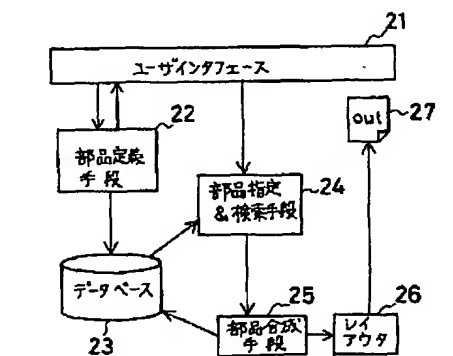 21
ユーザインタフェース
22
部品定義
手段
out
27
部品指定
&検索手段
24
データベース
23
25
部品合成
手段
26
レイ
アウタ